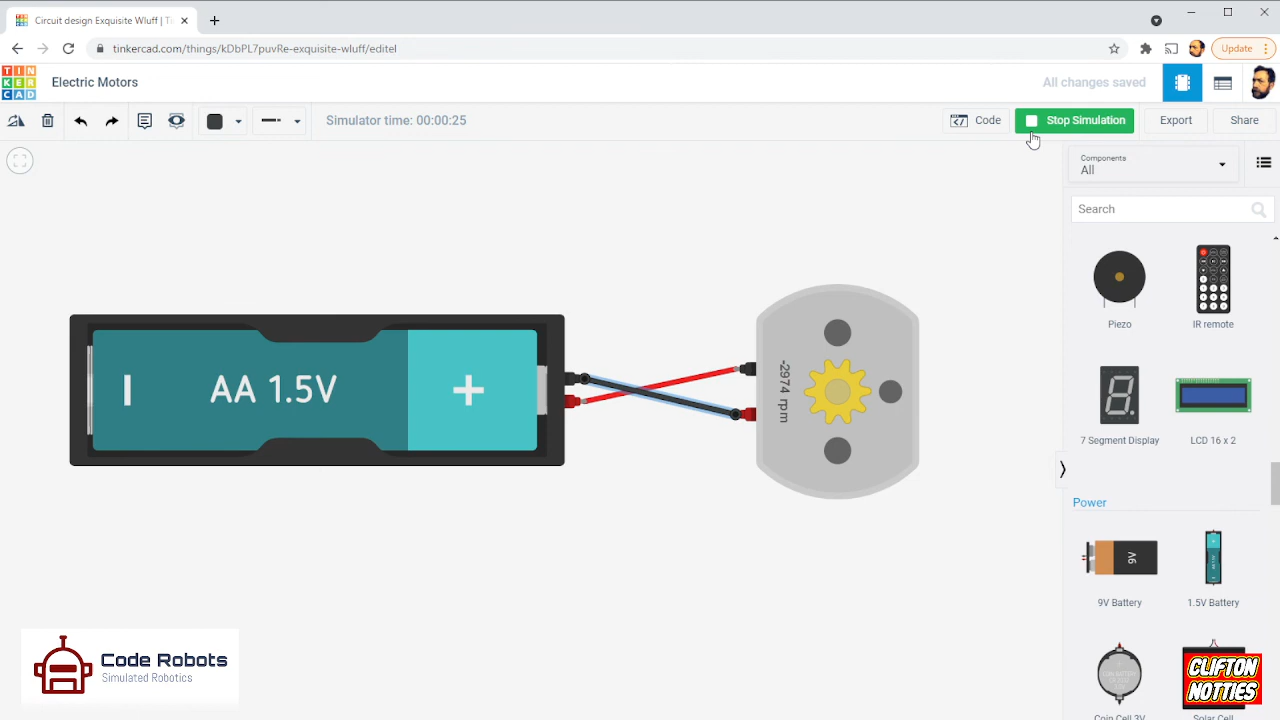 Circuit design Exquisite Wluff | Ti
tinkercad.com/things/kDbPL7puvRe-exquisite-wluff/editel
Update
TIN
KER
CAD
Electric Motors
All changes saved
Simulator time: 00:00:25
Code
Stop Simulation
Export
Share
Components
All
Search
Piezo
IR remote
AA 1.5V
+
-2974 rpm
7 Segment Display
LCD 16 x 2
Power
9V
9V Battery
1.5V Battery
Code Robots
Simulated Robotics
CLIFTON
NOTTIES
Coin Cell 3V
Solar Cell